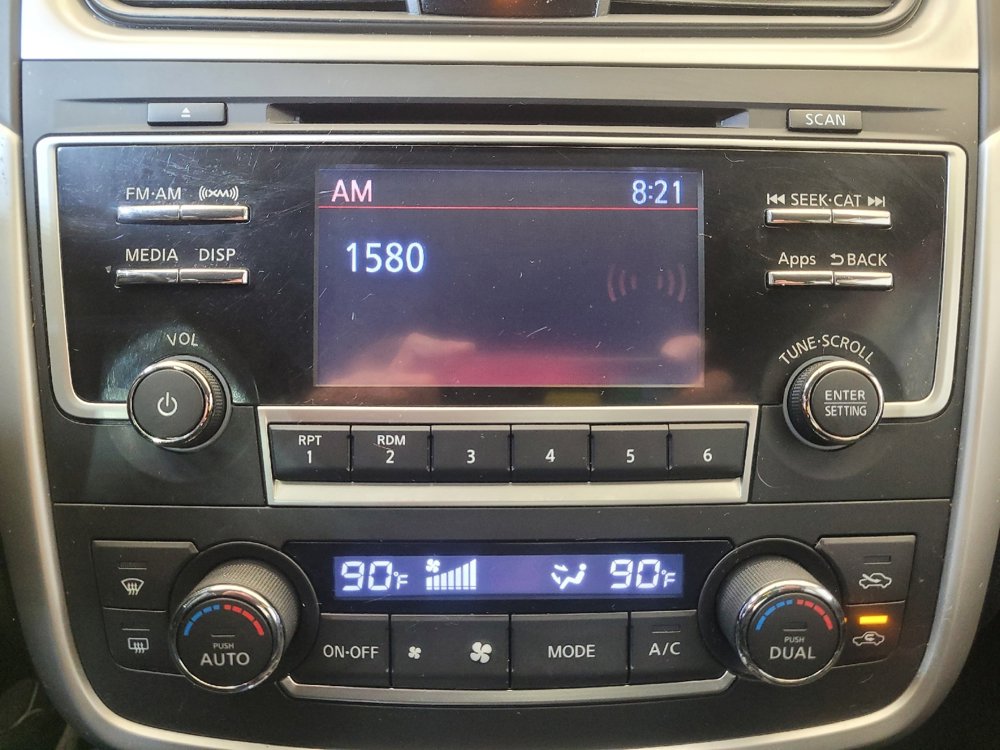 SCAN
FM·AM ((XM))
AM 8:21
SEEK·CAT
MEDIA DISP
1580
Apps BACK
VOL
TUNE·SCROLL
ENTER
SETTING
RPT RDM
1 2 3 4 5 6
90°F 90°F
PUSH
AUTO
ON·OFF
MODE
A/C
PUSH
DUAL